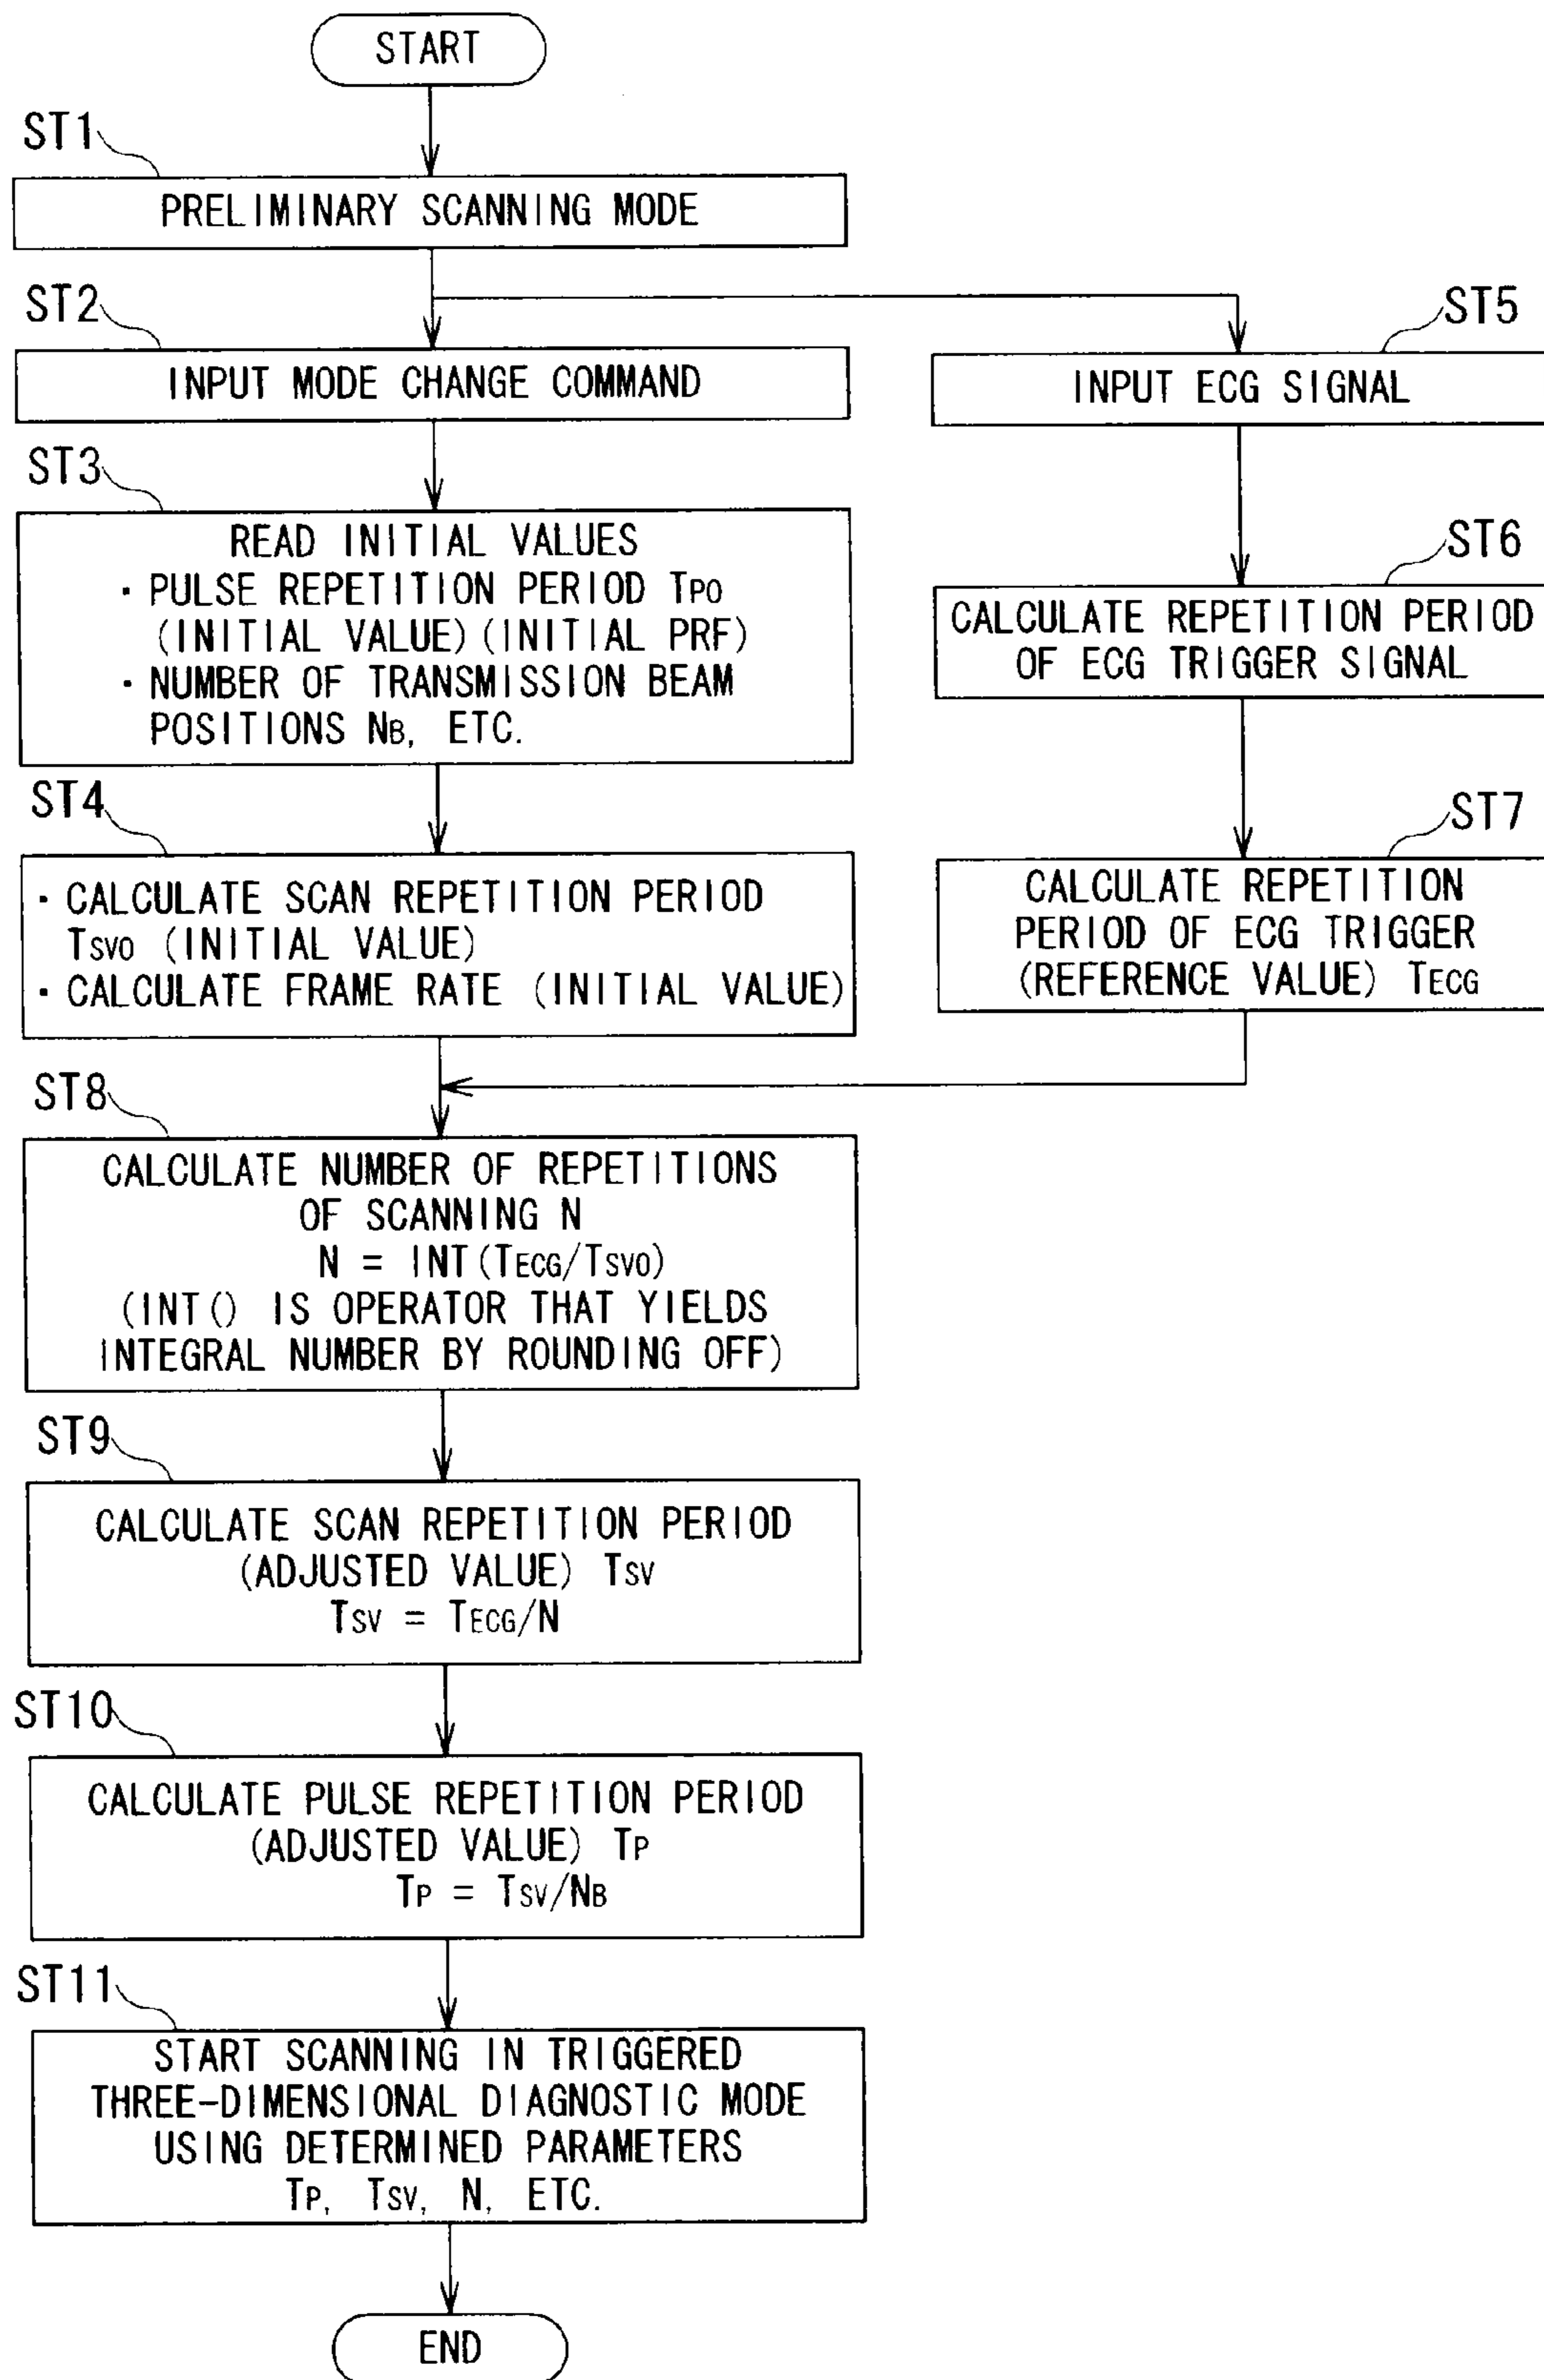 START
ST1
PRELIMINARY SCANNING MODE
ST2
INPUT MODE CHANGE COMMAND
ST3
READ INITIAL VALUES
· PULSE REPETITION PERIOD TP0
(INITIAL VALUE) (INITIAL PRF)
· NUMBER OF TRANSMISSION BEAM
POSITIONS NB, ETC.
ST4
· CALCULATE SCAN REPETITION PERIOD
TSV0 (INITIAL VALUE)
· CALCULATE FRAME RATE (INITIAL VALUE)
ST5
INPUT ECG SIGNAL
ST6
CALCULATE REPETITION PERIOD
OF ECG TRIGGER SIGNAL
ST7
CALCULATE REPETITION
PERIOD OF ECG TRIGGER
(REFERENCE VALUE) TECG
ST8
CALCULATE NUMBER OF REPETITIONS
OF SCANNING N
N = INT(TECG/TSV0)
(INT() IS OPERATOR THAT YIELDS
INTEGRAL NUMBER BY ROUNDING OFF)
ST9
CALCULATE SCAN REPETITION PERIOD
(ADJUSTED VALUE) TSV
TSV = TECG/N
ST10
CALCULATE PULSE REPETITION PERIOD
(ADJUSTED VALUE) TP
TP = TSV/NB
ST11
START SCANNING IN TRIGGERED
THREE-DIMENSIONAL DIAGNOSTIC MODE
USING DETERMINED PARAMETERS
TP, TSV, N, ETC.
END